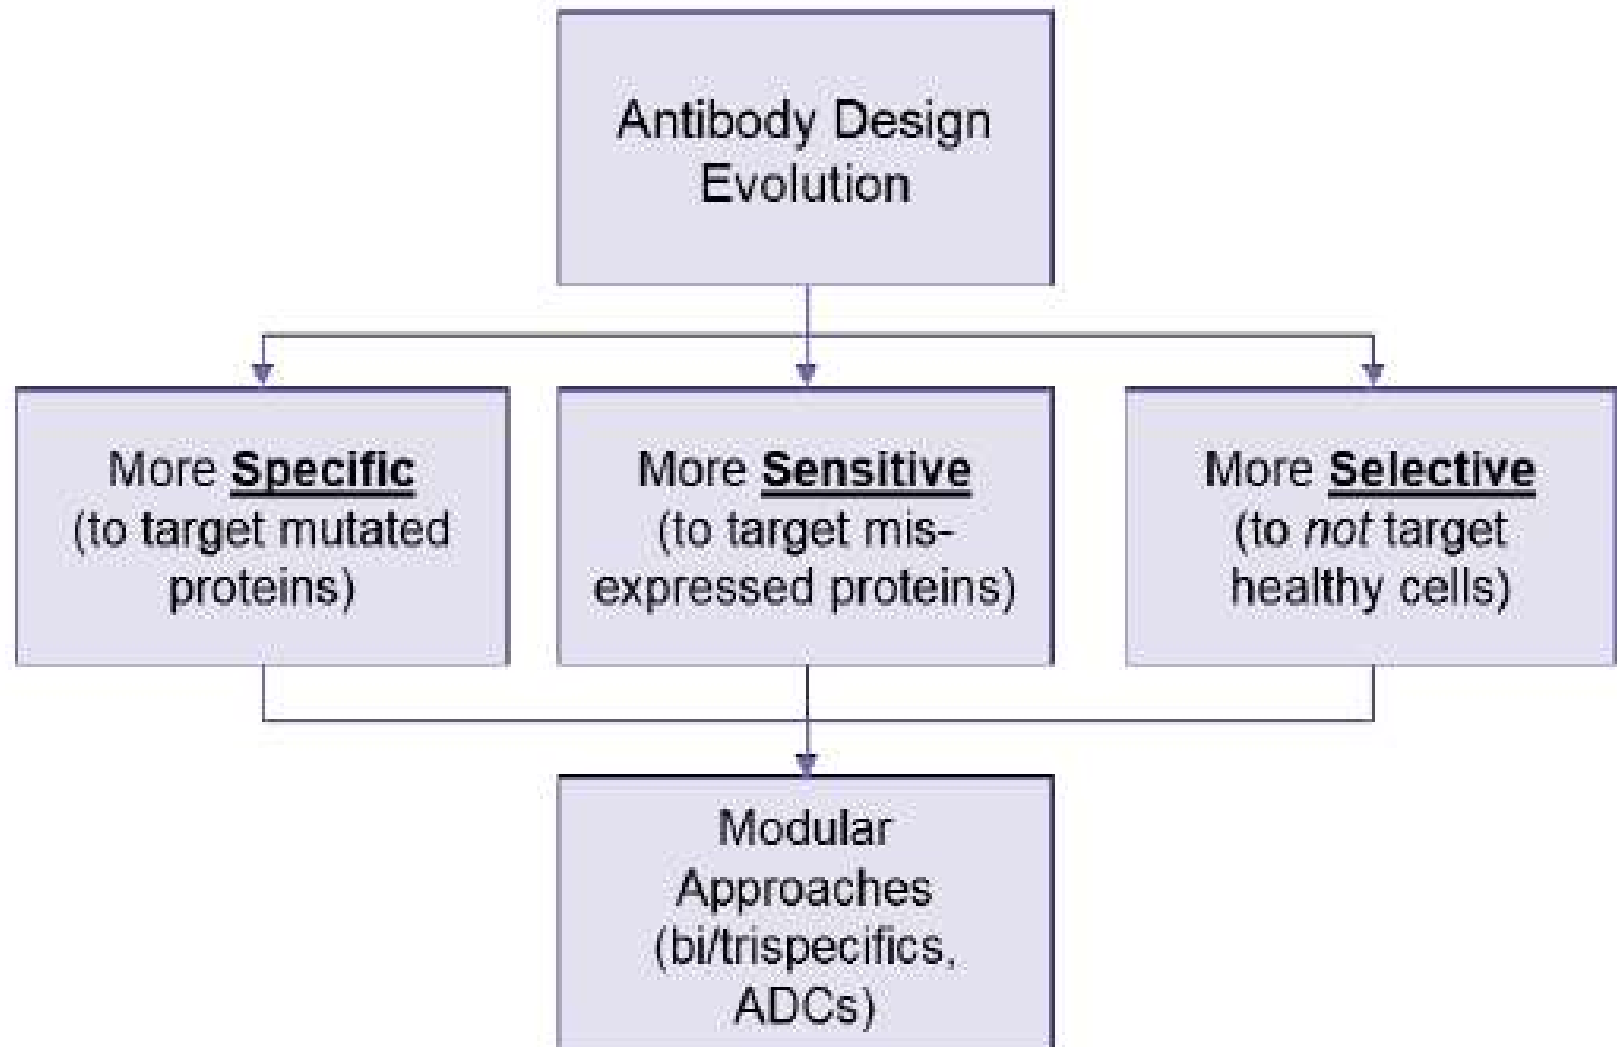 Antibody Design
Evolution
More Specific
(to target mutated
proteins)
More Sensitive
(to target mis-
expressed proteins)
More Selective
(to not target
healthy cells)
Modular
Approaches
(bi/trispecifics,
ADCs)